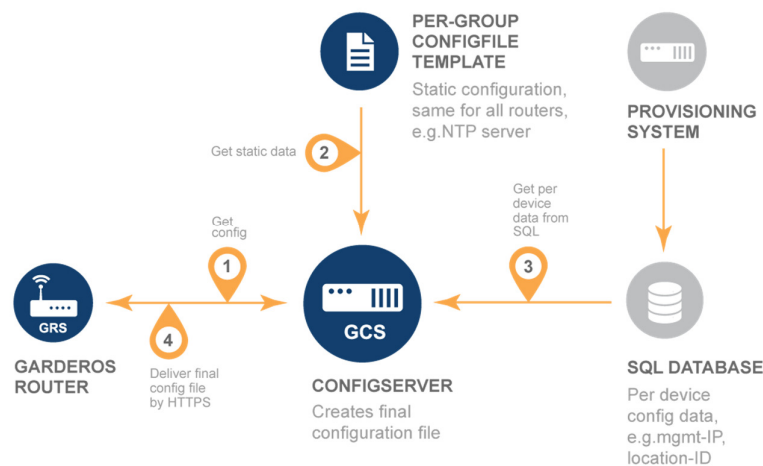 PER-GROUP
CONFIGFILE
TEMPLATE
Static configuration,
same for all routers,
e.g.NTP server
PROVISIONING
SYSTEM
Get static data
2
Get per
device
data from
SQL
3
Get
config
1
GRS
GCS
4
GARDEROS
ROUTER
Deliver final
config file
by HTTPS
CONFIGSERVER
Creates final
configuration file
SQL DATABASE
Per device
config data,
e.g.mgmt-IP,
location-ID